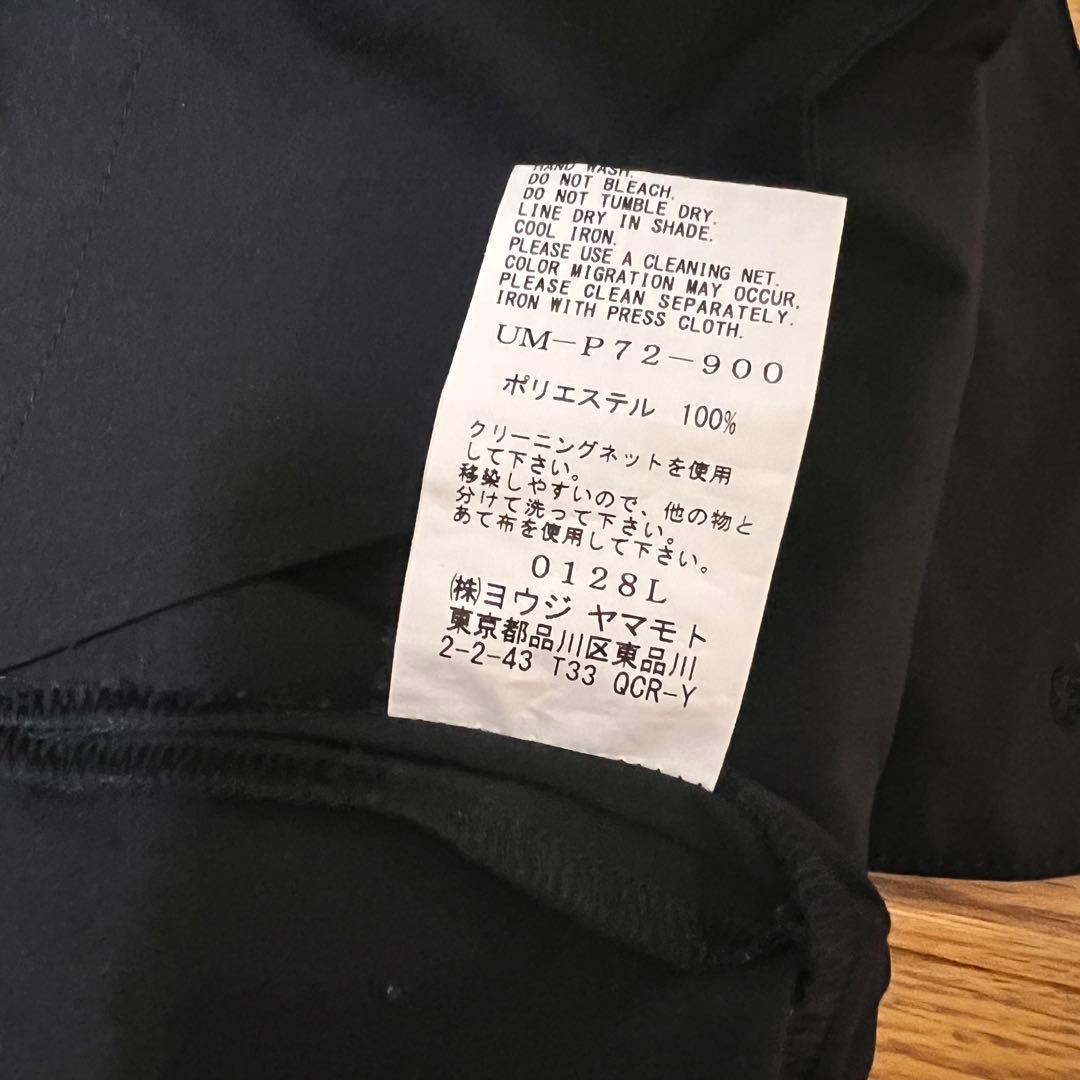 HAND WASH.
DO NOT BLEACH.
DO NOT TUMBLE DRY.
LINE DRY IN SHADE.
COOL IRON.
PLEASE USE A CLEANING NET.
COLOR MIGRATION MAY OCCUR.
PLEASE CLEAN SEPARATELY.
IRON WITH PRESS CLOTH.
UM-P72-900
ポリエステル 100%
クリーニングネットを使用
して下さい。
移染しやすいので、他の物と
分けて洗って下さい。
あて布を使用して下さい。
0128L
㈱ヨウジ ヤマモト
東京都品川区東品川
2-2-43 T33 QCR-Y